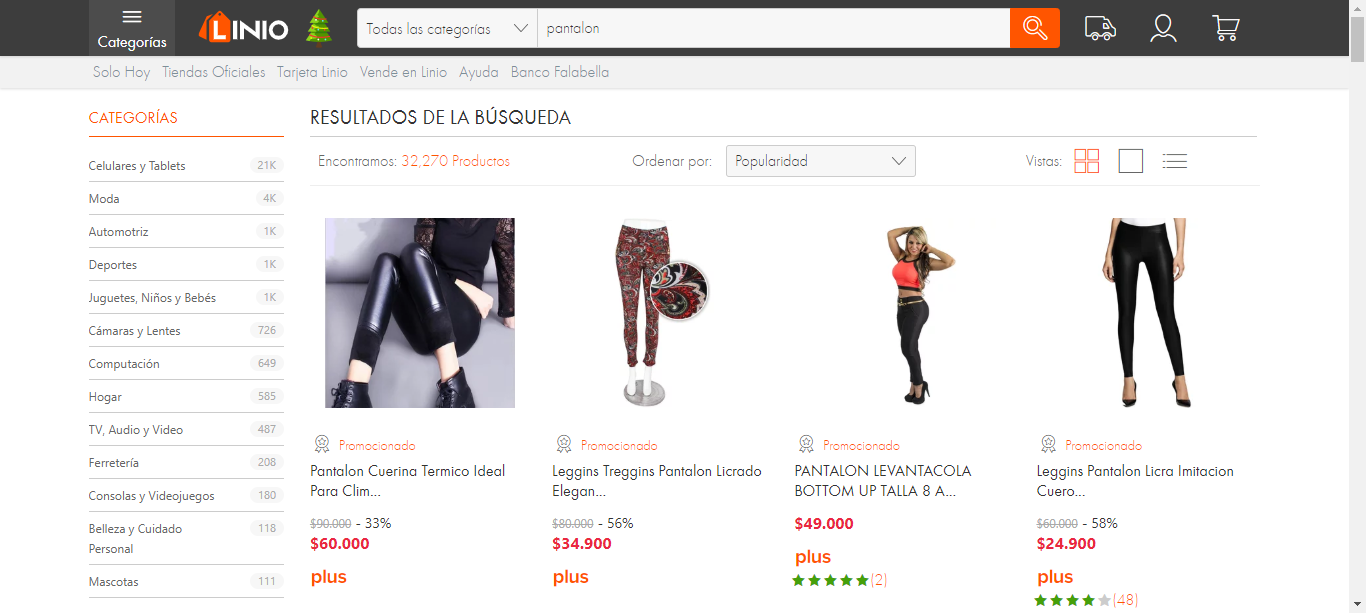 Categorías
LINIO
Todas las categorías
pantalon
Solo Hoy Tiendas Oficiales Tarjeta Linio Vende en Linio Ayuda Banco Falabella
CATEGORÍAS
Celulares y Tablets 21K
Moda 4K
Automotriz 1K
Deportes 1K
Juguetes, Niños y Bebés 1K
Cámaras y Lentes 726
Computación 649
Hogar 585
TV, Audio y Video 487
Ferretería 208
Consolas y Videojuegos 180
Belleza y Cuidado 118
Personal
Mascotas 111
RESULTADOS DE LA BÚSQUEDA
Encontramos: 32,270 Productos
Ordenar por: Popularidad
Vistas:
Promocionado
Pantalon Cuerina Termico Ideal
Para Clim...
$90.000 - 33%
$60.000
plus
Promocionado
Leggins Treggins Pantalon Licrado
Elegan...
$80.000 - 56%
$34.900
plus
Promocionado
PANTALON LEVANTACOLA
BOTTOM UP TALLA 8 A...
$49.000
plus
(2)
Promocionado
Leggins Pantalon Licra Imitacion
Cuero...
$60.000 - 58%
$24.900
plus
(48)